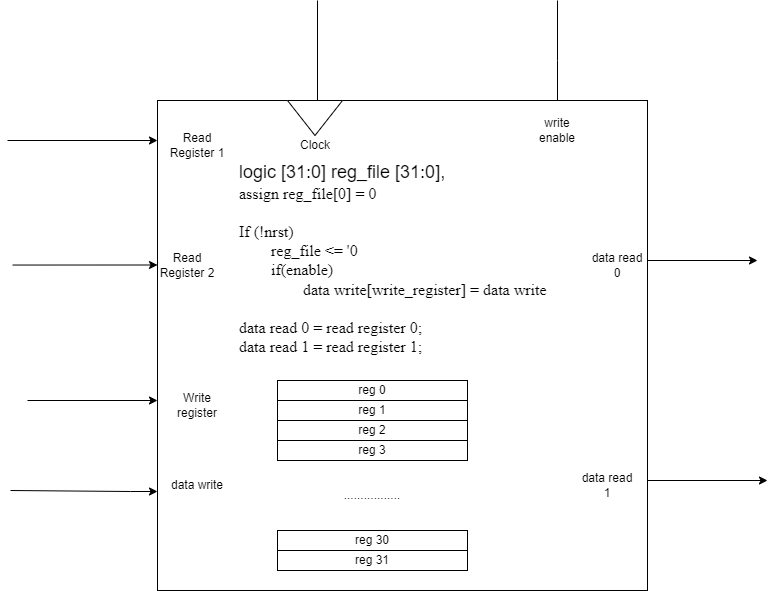 Read
Register 1
Clock
write
enable
logic [31:0] reg_file [31:0],
assign reg_file[0] = 0
If (!nrst)
reg_file <= '0
if(enable)
data write[write_register] = data write
data read 0 = read register 0;
data read 1 = read register 1;
Read
Register 2
data read
0
Write
register
reg 0
reg 1
reg 2
reg 3
data write
.................
data read
1
reg 30
reg 31